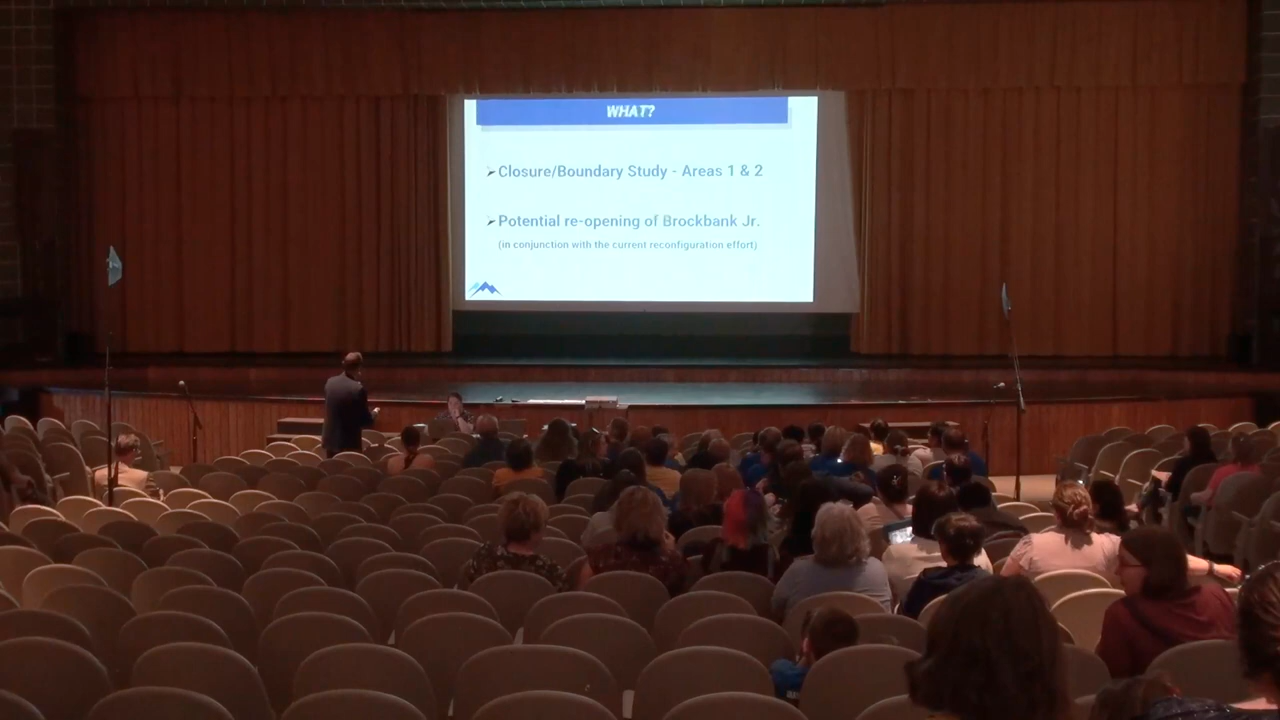 WHAT?
➢Closure/Boundary Study - Areas 1 & 2
➢Potential re-opening of Brockbank Jr.
(in conjunction with the current reconfiguration effort)